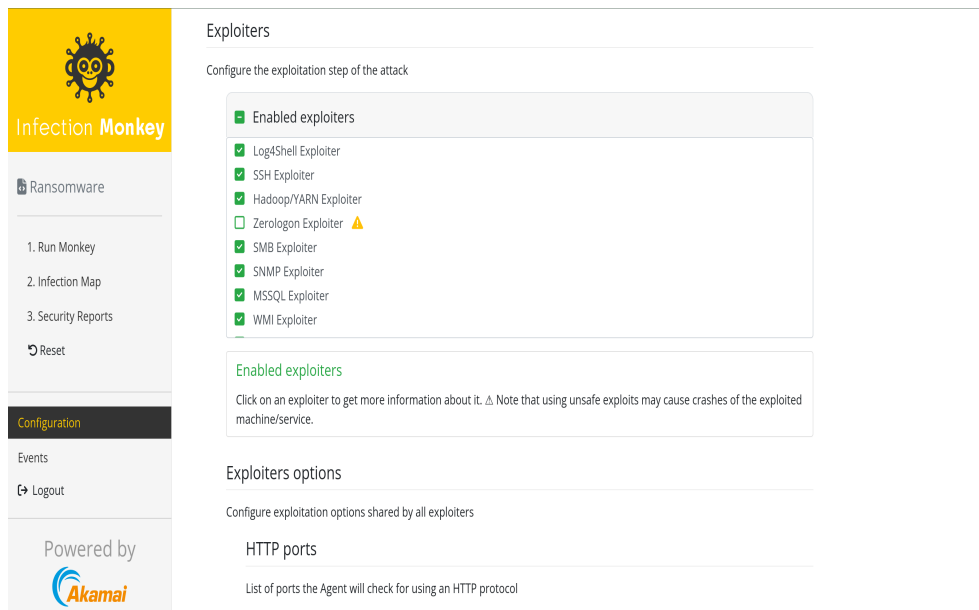 Infection Monkey
Ransomware
1. Run Monkey
2. Infection Map
3. Security Reports
Reset
Configuration
Events
Logout
Powered by
Akamai
Exploiters
Configure the exploitation step of the attack
Enabled exploiters
Log4Shell Exploiter
SSH Exploiter
Hadoop/YARN Exploiter
Zerologon Exploiter
SMB Exploiter
SNMP Exploiter
MSSQL Exploiter
WMI Exploiter
Enabled exploiters
Click on an exploiter to get more information about it. ⚠ Note that using unsafe exploits may cause crashes of the exploited
machine/service.
Exploiters options
Configure exploitation options shared by all exploiters
HTTP ports
List of ports the Agent will check for using an HTTP protocol